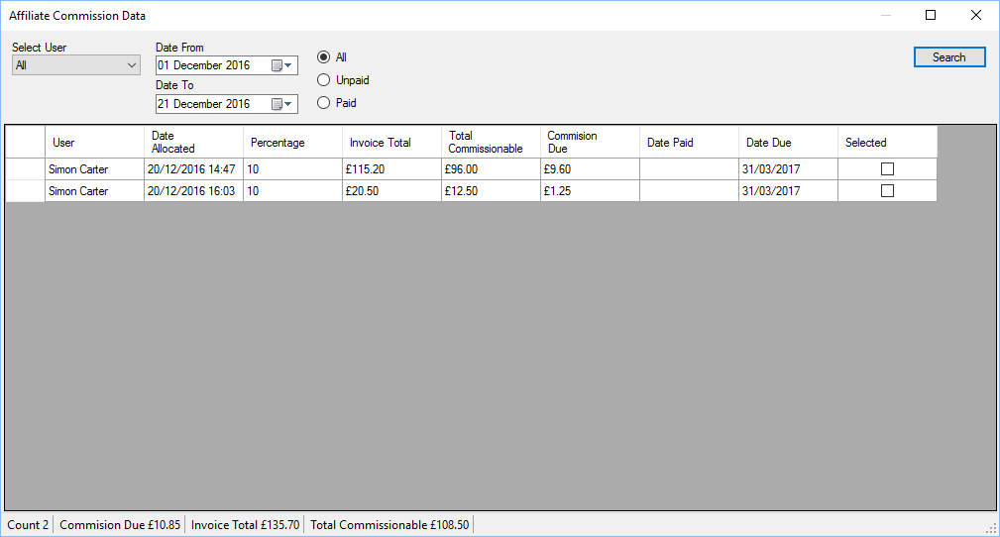 Affiliate Commission Data
Select User
All
Date From
01 December 2016
Date To
21 December 2016
All
Unpaid
Paid
Search
User Date Allocated Percentage Invoice Total Total Commissionable Commision Due Date Paid Date Due Selected
Simon Carter 20/12/2016 14:47 10 £115.20 £96.00 £9.60 31/03/2017
Simon Carter 20/12/2016 16:03 10 £20.50 £12.50 £1.25 31/03/2017
Count 2 Commision Due £10.85 Invoice Total £135.70 Total Commissionable £108.50